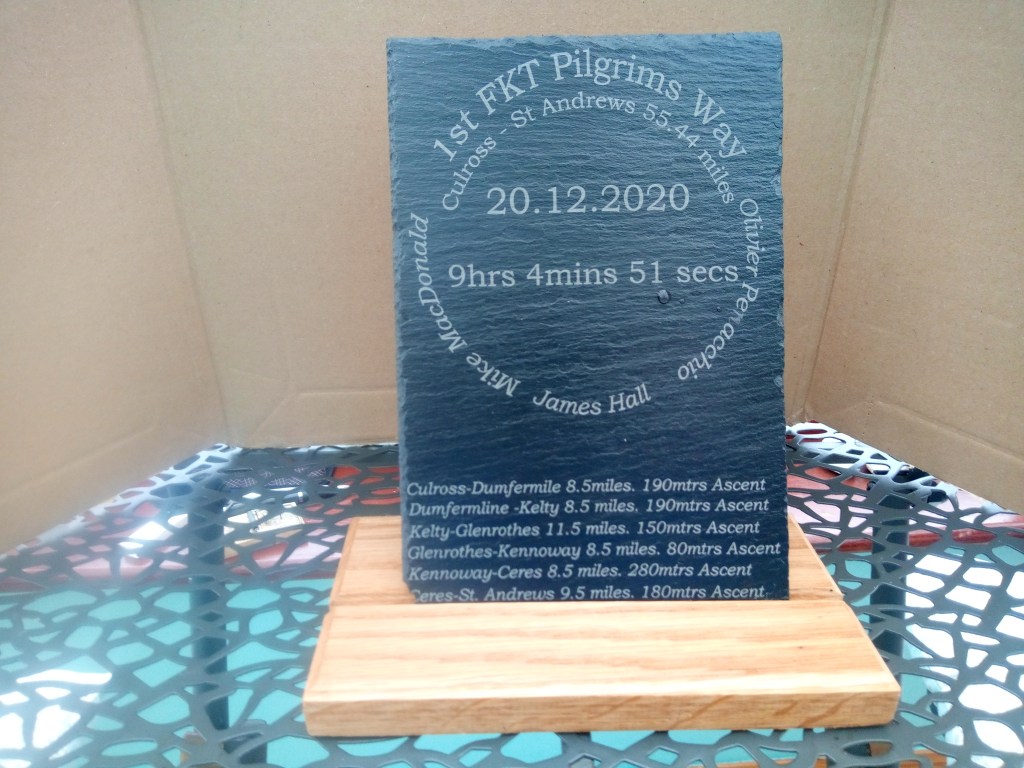 1st FKT Pilgrims Way
Culross - St Andrews 55.44 miles
20.12.2020
9hrs 4mins 51 secs
Mike MacDonald
James Hall
Olivier
Culross-Dumfermile 8.5miles. 190mtrs Ascent
Dumfermline -Kelty 8.5 miles. 190mtrs Ascent
Kelty-Glenrothes 11.5 miles. 150mtrs Ascent
Glenrothes-Kennoway 8.5 miles. 80mtrs Ascent
Kennoway-Ceres 8.5 miles. 280mtrs Ascent
Ceres-St. Andrews 9.5 miles. 180mtrs Ascent